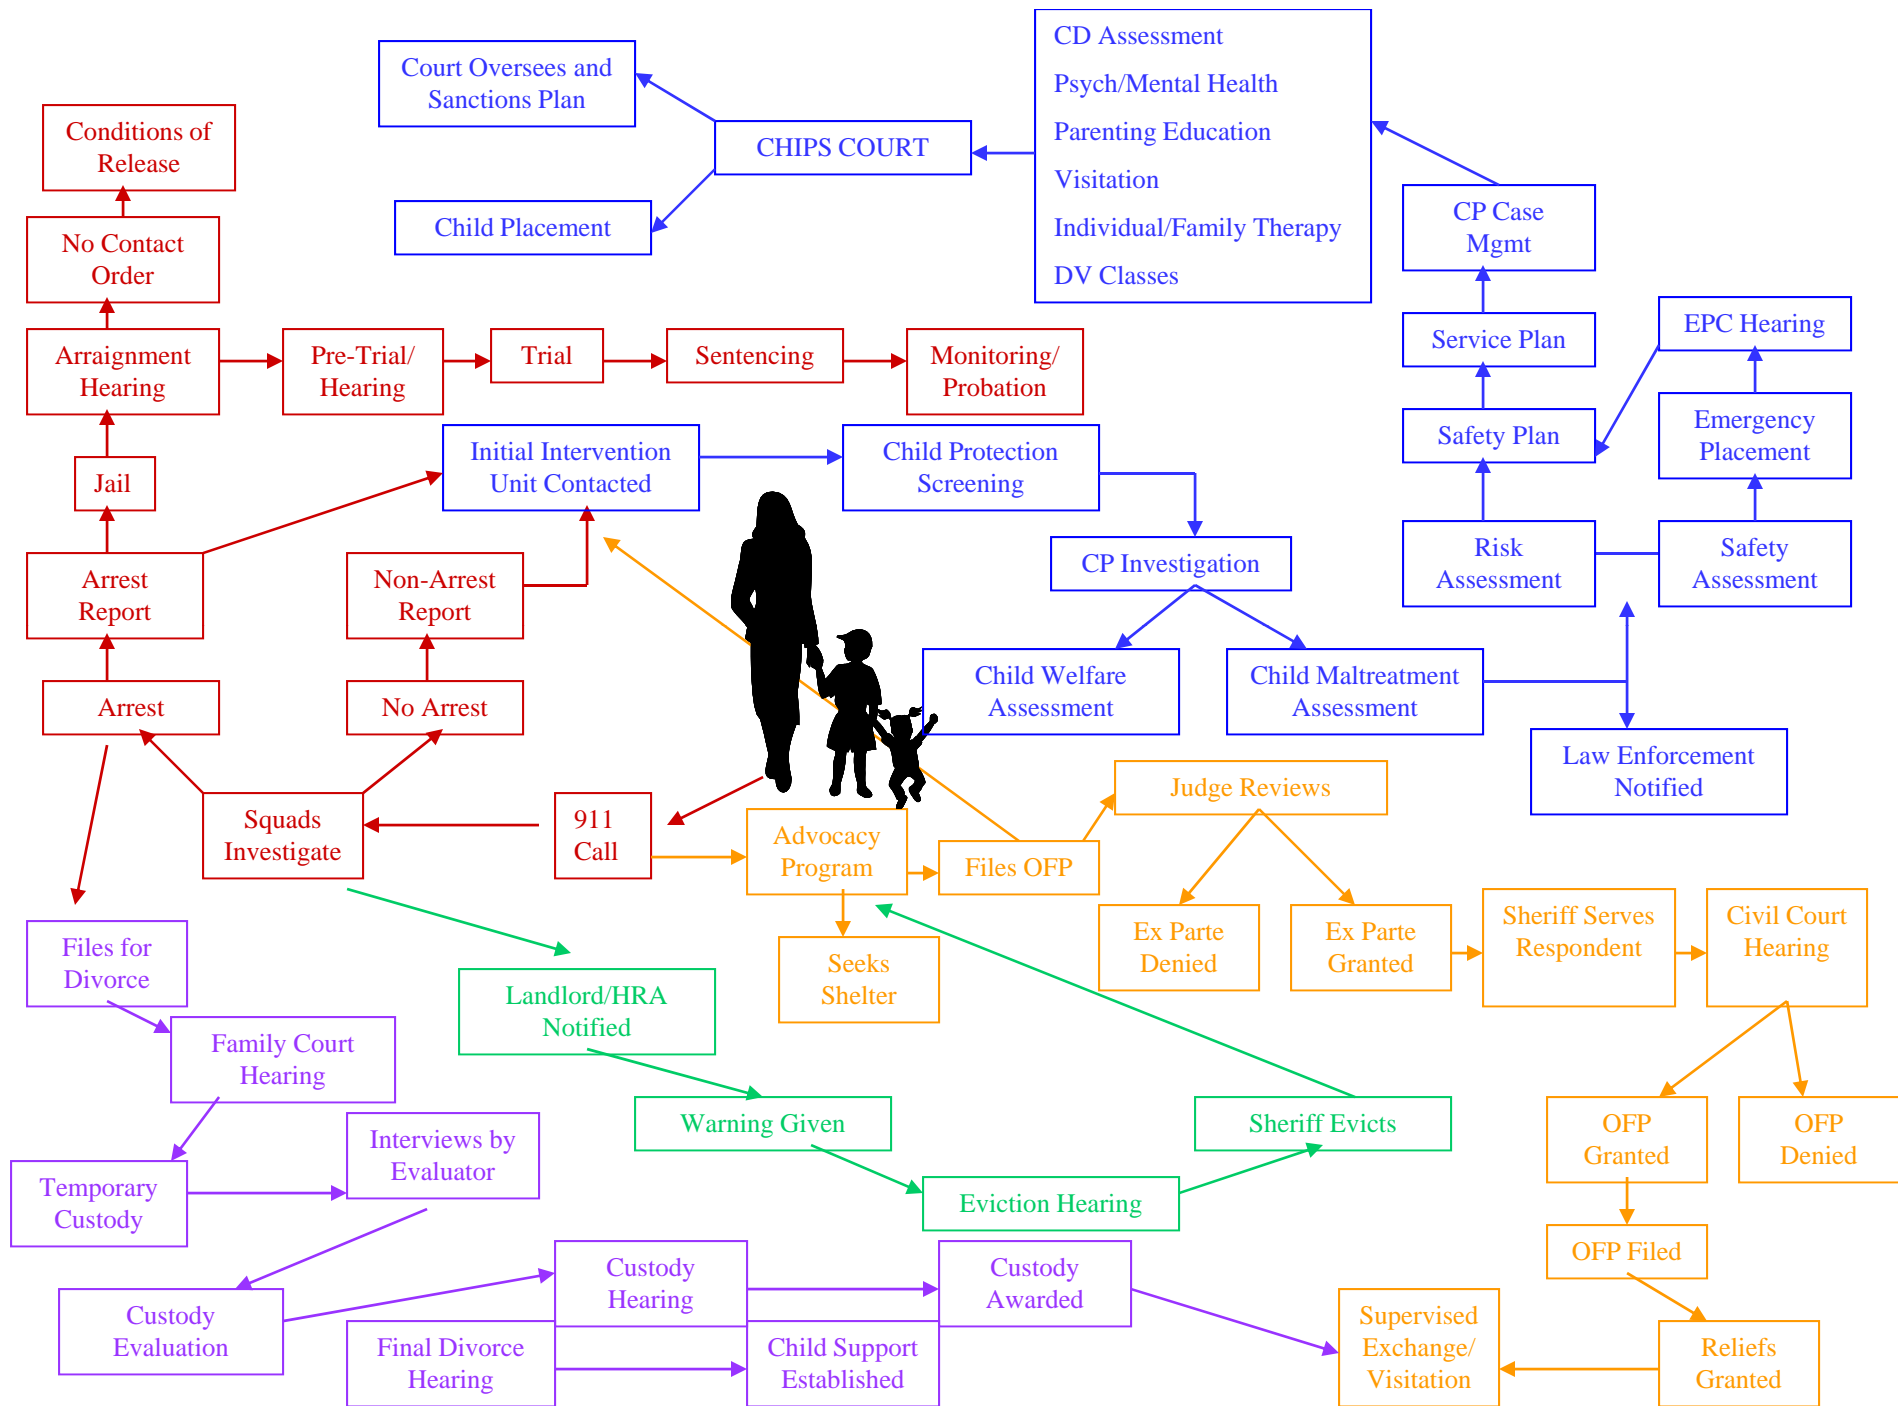 Court Oversees and
Sanctions Plan
CD Assessment
Psych/Mental Health
Parenting Education
Visitation
Individual/Family Therapy
DV Classes
Conditions of
Release
CHIPS COURT
No Contact
Order
Child Placement
CP Case
Mgmt
Arraignment
Hearing
Pre-Trial/
Hearing
Trial
Sentencing
Monitoring/
Probation
Service Plan
EPC Hearing
Jail
Initial Intervention
Unit Contacted
Child Protection
Screening
Safety Plan
Emergency
Placement
Arrest
Report
Non-Arrest
Report
CP Investigation
Risk
Assessment
Safety
Assessment
Arrest
No Arrest
Child Welfare
Assessment
Child Maltreatment
Assessment
Law Enforcement
Notified
Squads
Investigate
911
Call
Advocacy
Program
Files OFP
Judge Reviews
Files for
Divorce
Landlord/HRA
Notified
Seeks
Shelter
Ex Parte
Denied
Ex Parte
Granted
Sheriff Serves
Respondent
Civil Court
Hearing
Family Court
Hearing
Warning Given
Sheriff Evicts
OFP
Granted
OFP
Denied
Temporary
Custody
Interviews by
Evaluator
Eviction Hearing
OFP Filed
Custody
Evaluation
Custody
Hearing
Custody
Awarded
Final Divorce
Hearing
Child Support
Established
Supervised
Exchange/
Visitation
Reliefs
Granted